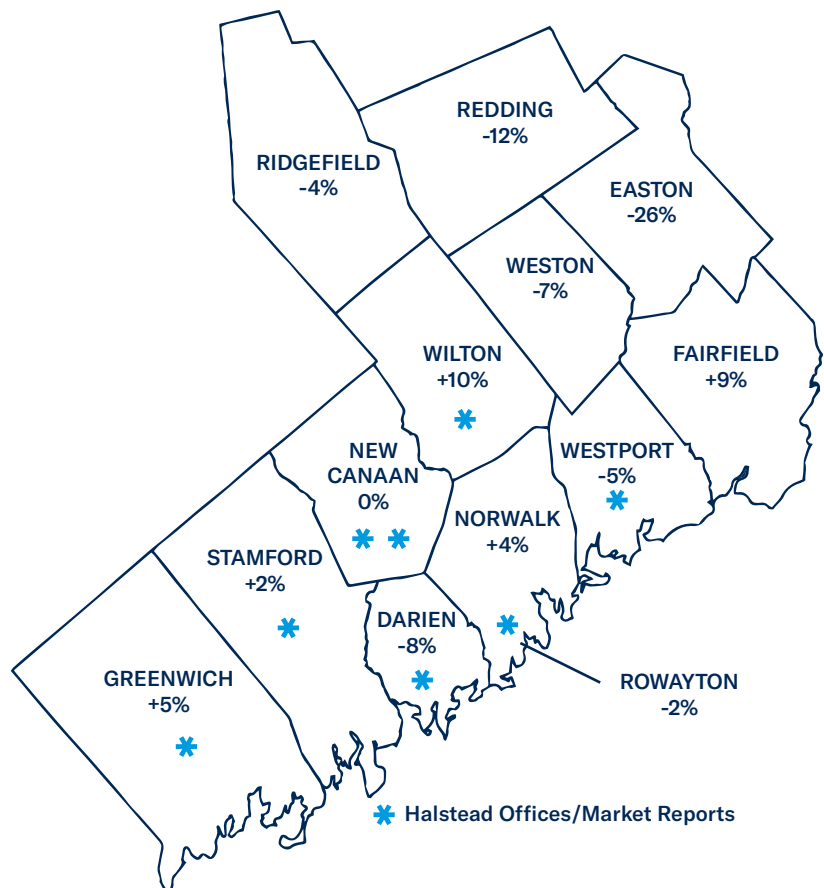 REDDING
-12%
RIDGEFIELD
-4%
EASTON
-26%
WESTON
-7%
WILTON
+10%
FAIRFIELD
+9%
NEW
CANAAN
0%
WESTPORT
-5%
NORWALK
+4%
STAMFORD
+2%
DARIEN
-8%
GREENWICH
+5%
ROWAYTON
-2%
Halstead Offices/Market Reports